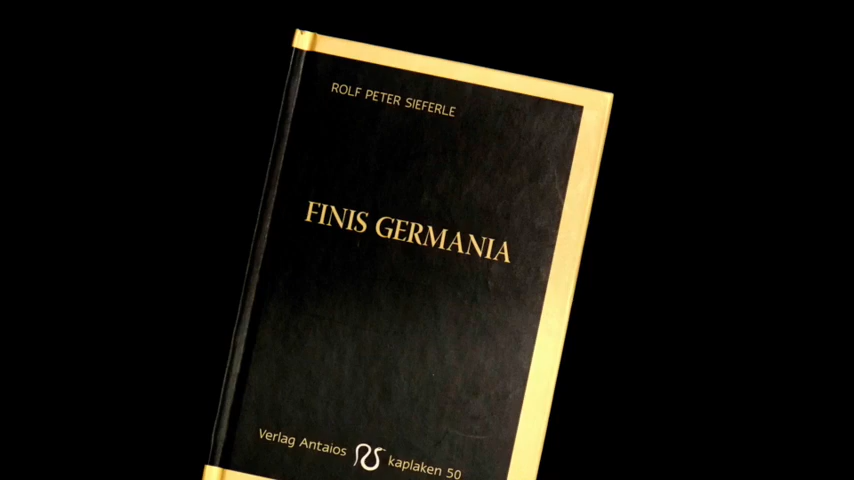 ROLF PETER SIEFERLE
FINIS GERMANIA
Verlag Antaios kaplaken 50